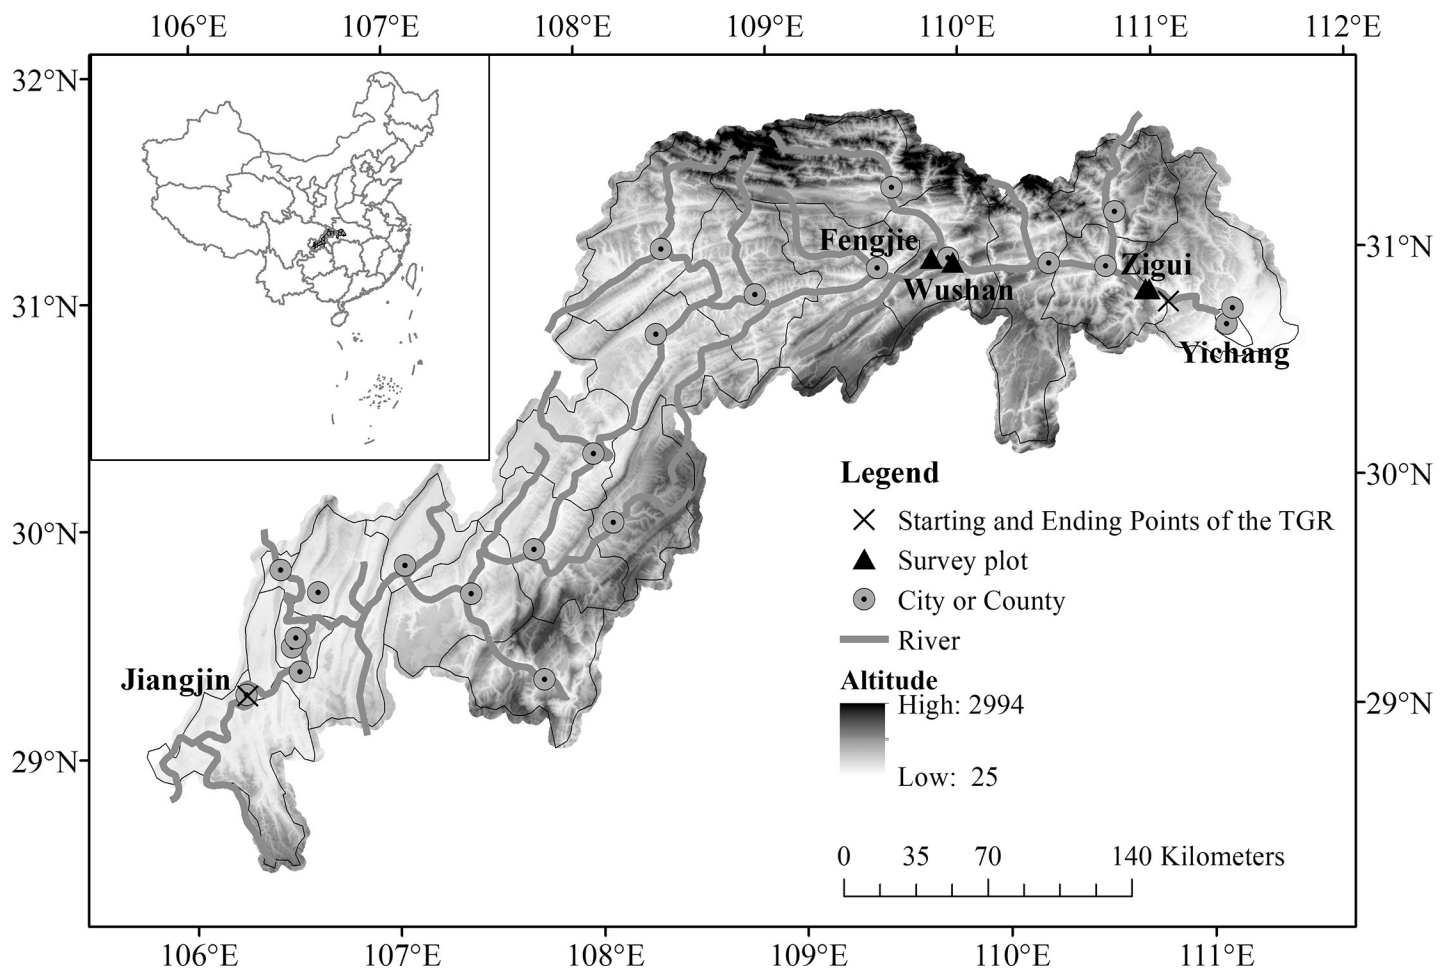 106°E 107°E 108°E 109°E 110°E 111°E 112°E
32°N
31°N
30°N
29°N
31°N
30°N
29°N
Fengjie
Wushan
Zigui
Yichang
Jiangjin
Legend
Starting and Ending Points of the TGR
Survey plot
City or County
River
Altitude
High: 2994
Low: 25
0 35 70 140 Kilometers
106°E 107°E 108°E 109°E 110°E 111°E